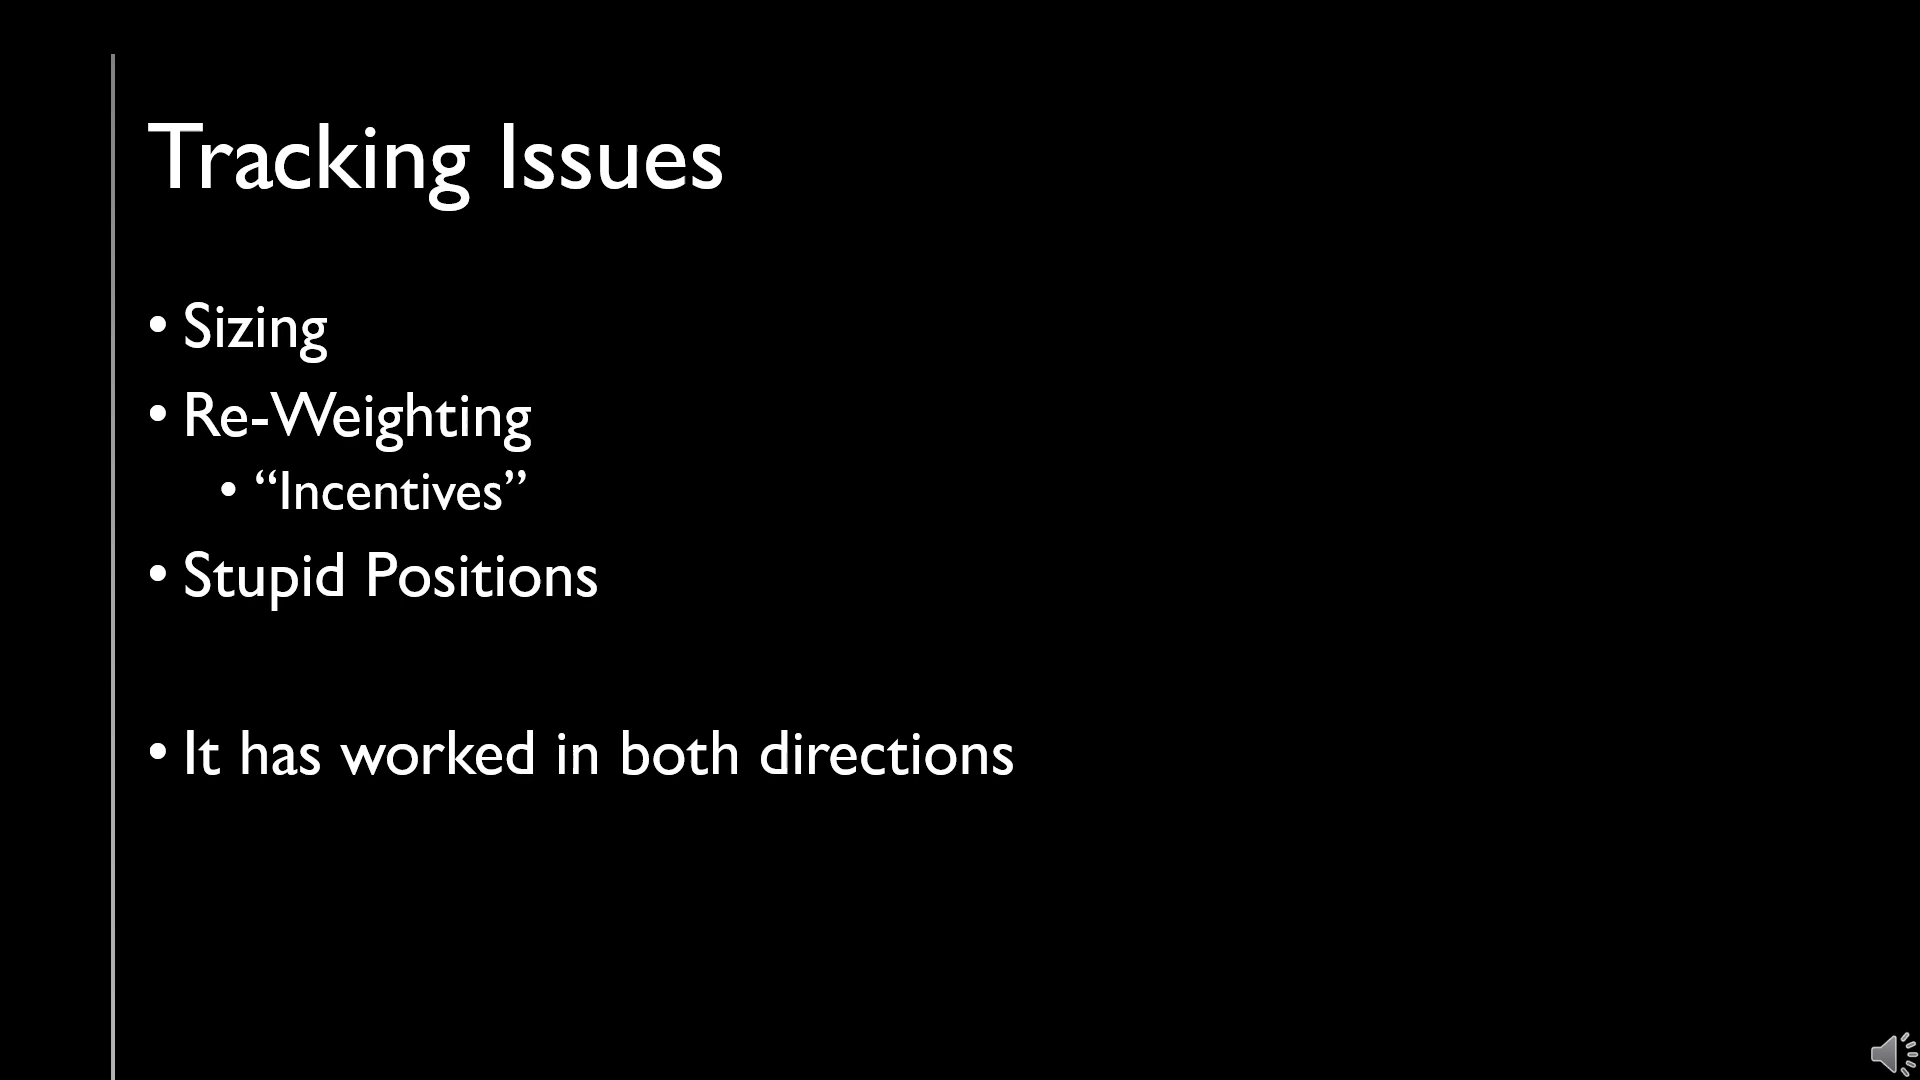 Tracking Issues
• Sizing
• Re-Weighting
• “Incentives”
• Stupid Positions
• It has worked in both directions